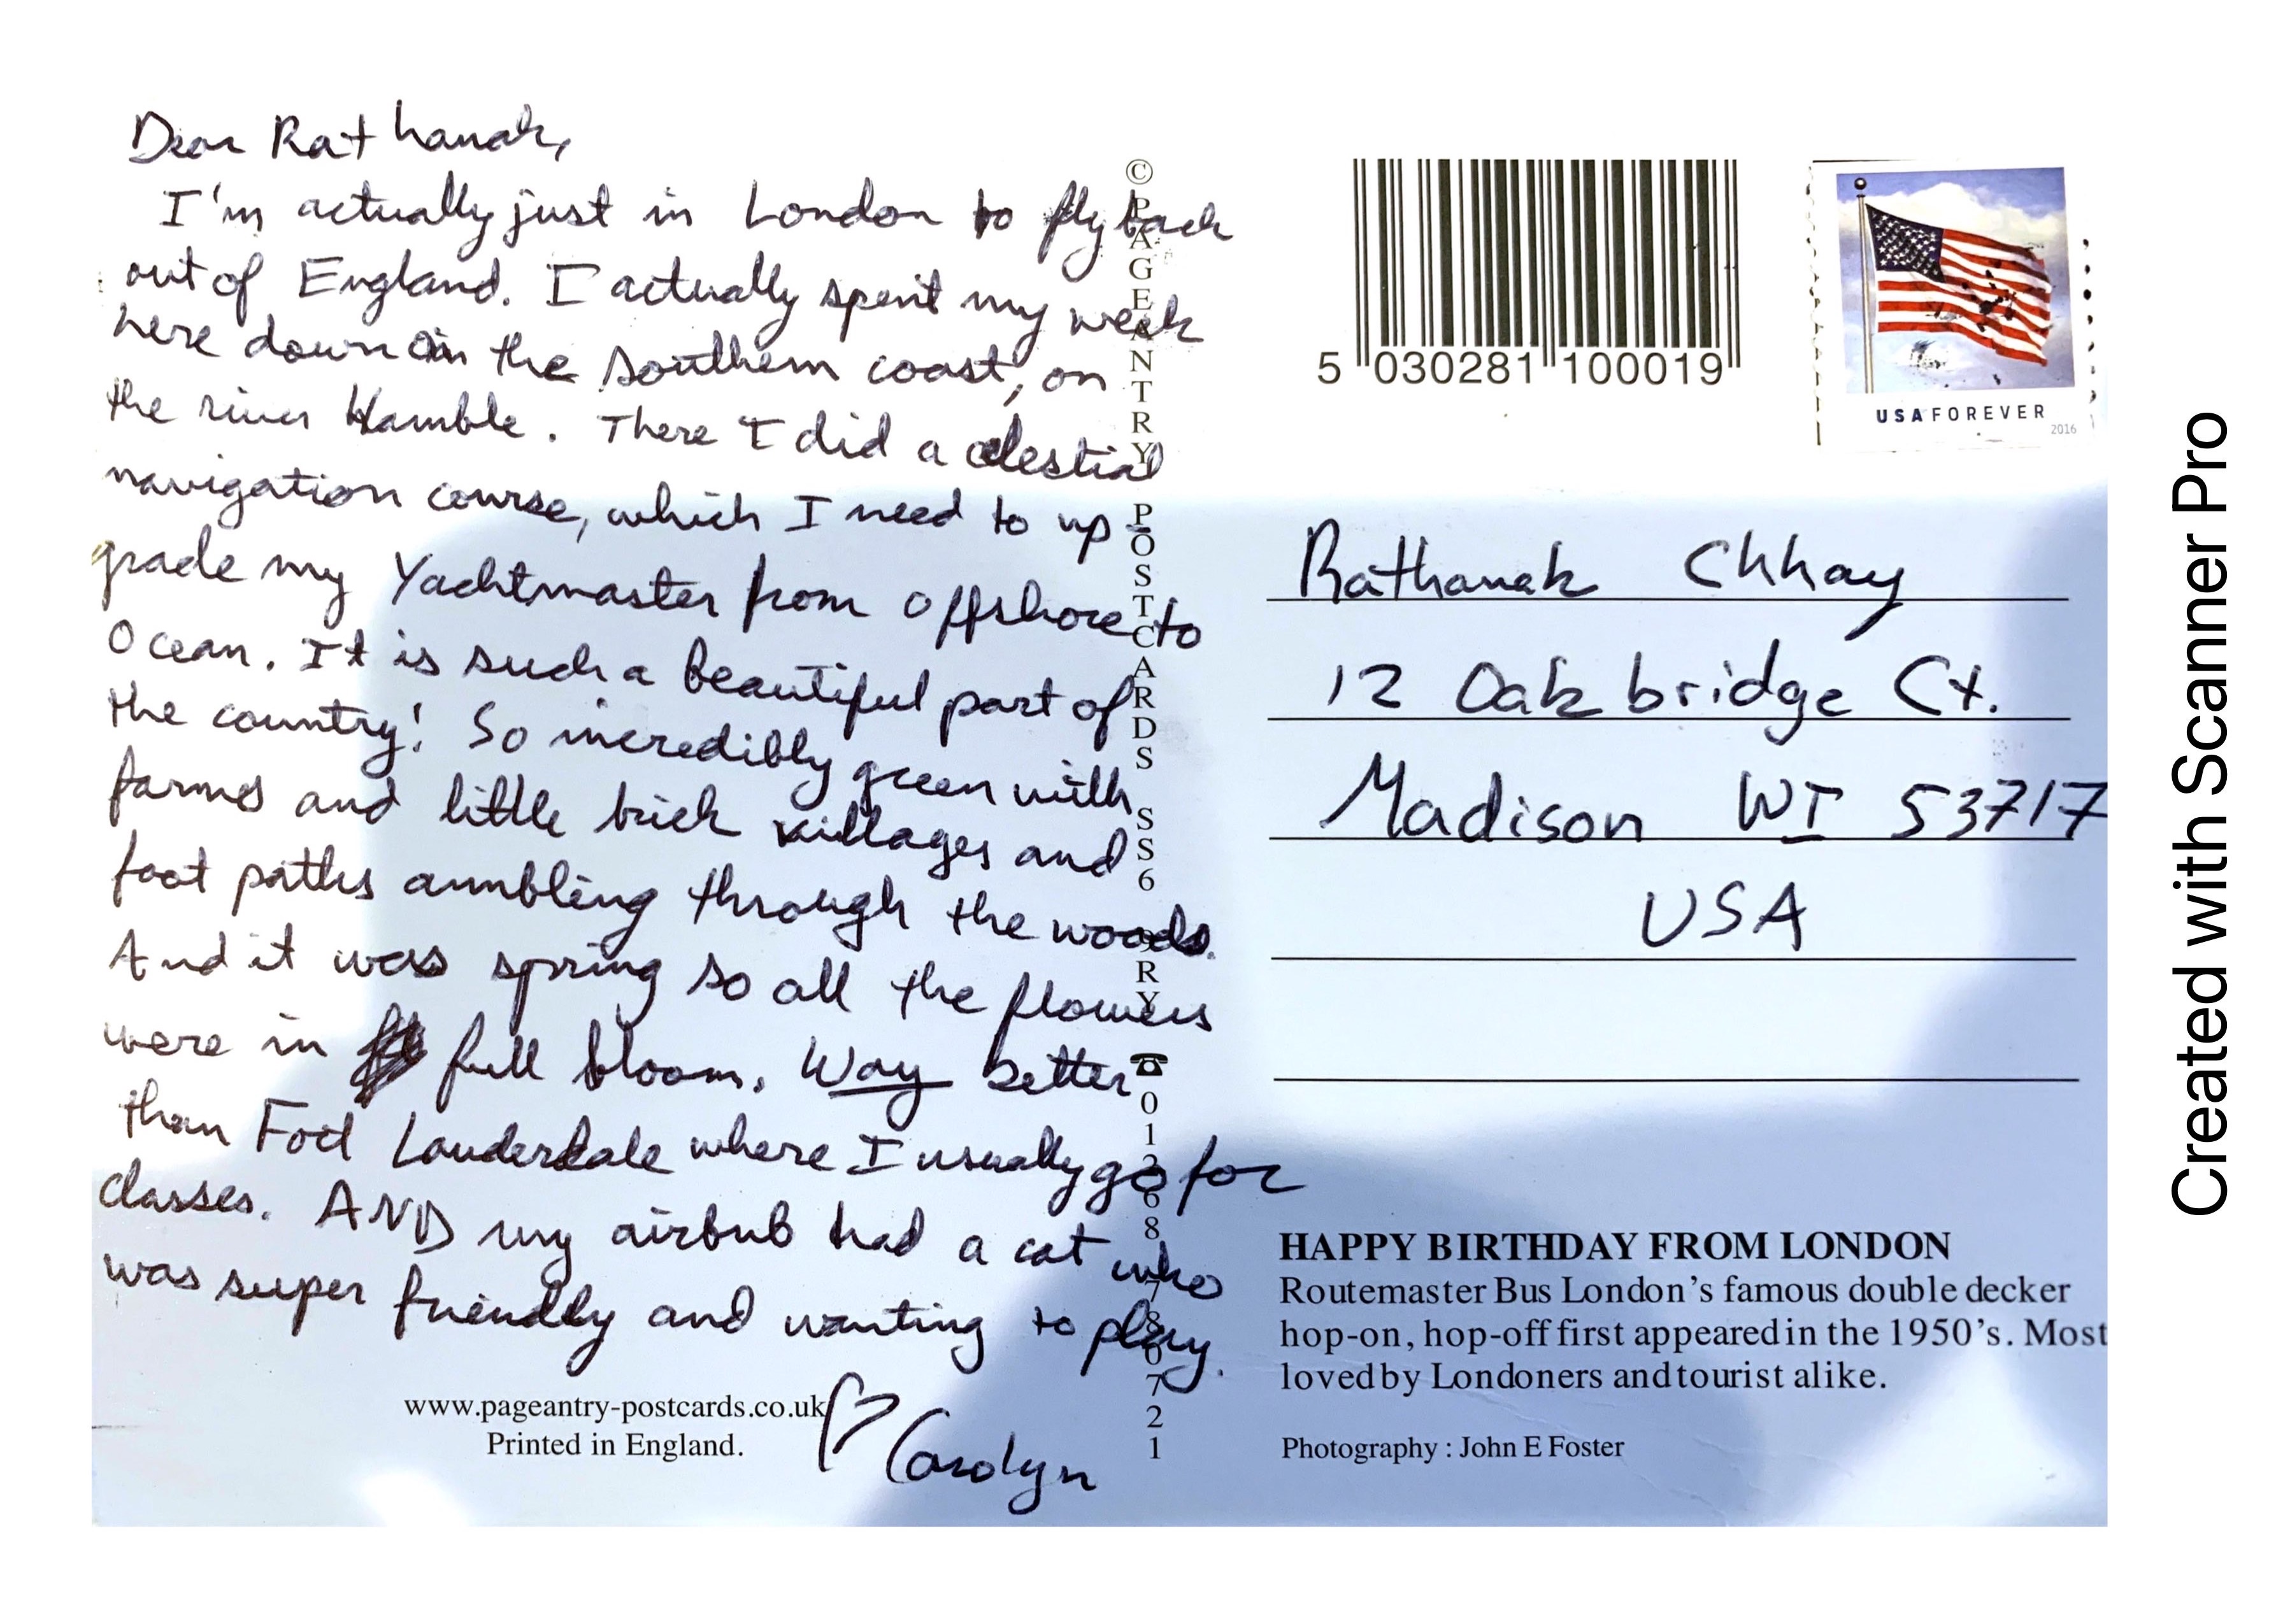 Dear Rathanak,
I'm actually just in London to fly back
out of England. I actually spent my week
here down in the southern coast, on
the river Hamble. There I did a celestial
navigation course, which I need to up-
grade my Yachtmaster from offshore to
Ocean. It is such a beautiful part of
the country! So incredibly green with
farms and little brick villages and
foot paths ambling through the woods.
And it was spring so all the flowers
were in full bloom. Way better
than Fort Lauderdale where I usually go for
classes. AND my airbnb had a cat who
was super friendly and wanting to play.
♡ Carolyn
www.pageantry-postcards.co.uk
Printed in England.
© PAGEANTRY POSTCARDS SS6 9RY ☎ 01268 780721
5 030281 100019
USA FOREVER
2016
Rathanak Chhay
12 Oakbridge Ct.
Madison WI 53717
USA
HAPPY BIRTHDAY FROM LONDON
Routemaster Bus London's famous double decker
hop-on, hop-off first appeared in the 1950's. Most
loved by Londoners and tourist alike.
Photography : John E Foster
Created with Scanner Pro